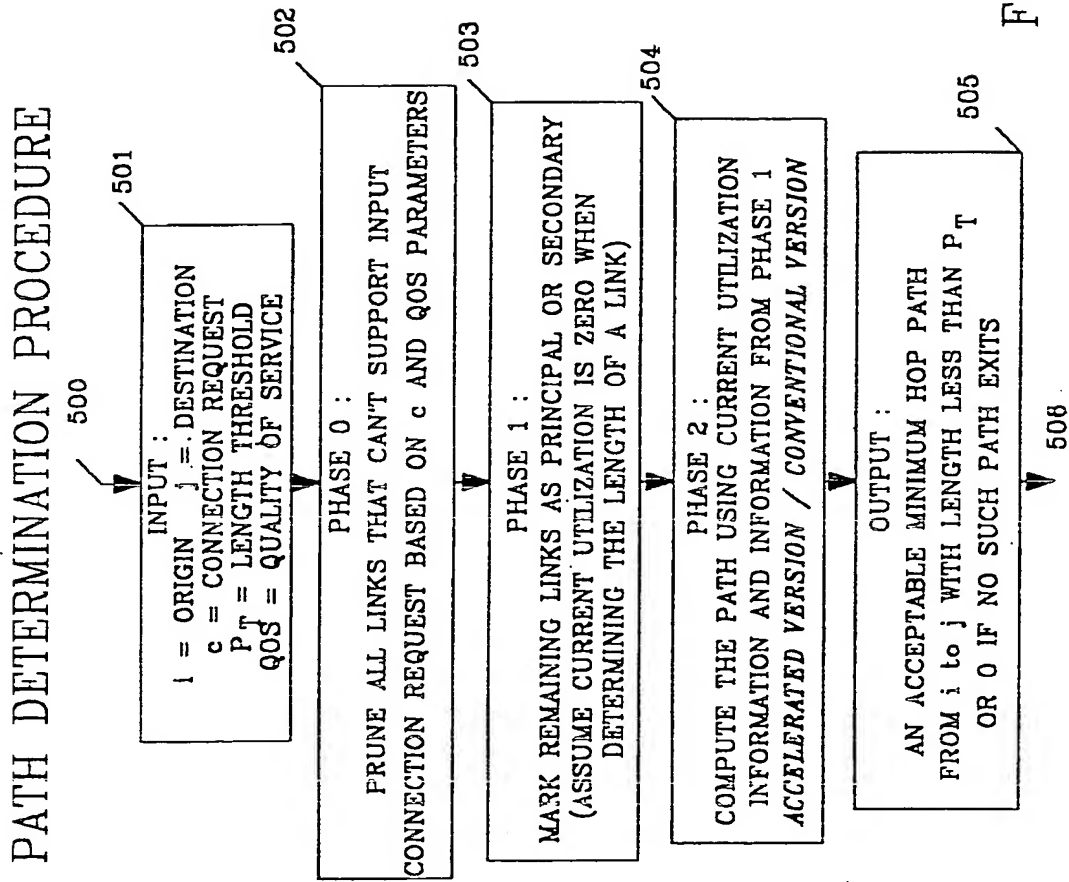 PATH DETERMINATION PROCEDURE
500
501
INPUT :
i = ORIGIN j = DESTINATION
c = CONNECTION REQUEST
P_T = LENGTH THRESHOLD
QOS = QUALITY OF SERVICE
502
PHASE 0 :
PRUNE ALL LINKS THAT CAN'T SUPPORT INPUT
CONNECTION REQUEST BASED ON c AND QOS PARAMETERS
503
PHASE 1 :
MARK REMAINING LINKS AS PRINCIPAL OR SECONDARY
(ASSUME CURRENT UTILIZATION IS ZERO WHEN
DETERMINING THE LENGTH OF A LINK)
504
PHASE 2 :
COMPUTE THE PATH USING CURRENT UTILIZATION
INFORMATION AND INFORMATION FROM PHASE 1
ACCELERATED VERSION / CONVENTIONAL VERSION
505
OUTPUT :
AN ACCEPTABLE MINIMUM HOP PATH
FROM i to j WITH LENGTH LESS THAN P_T
OR 0 IF NO SUCH PATH EXITS
506
F